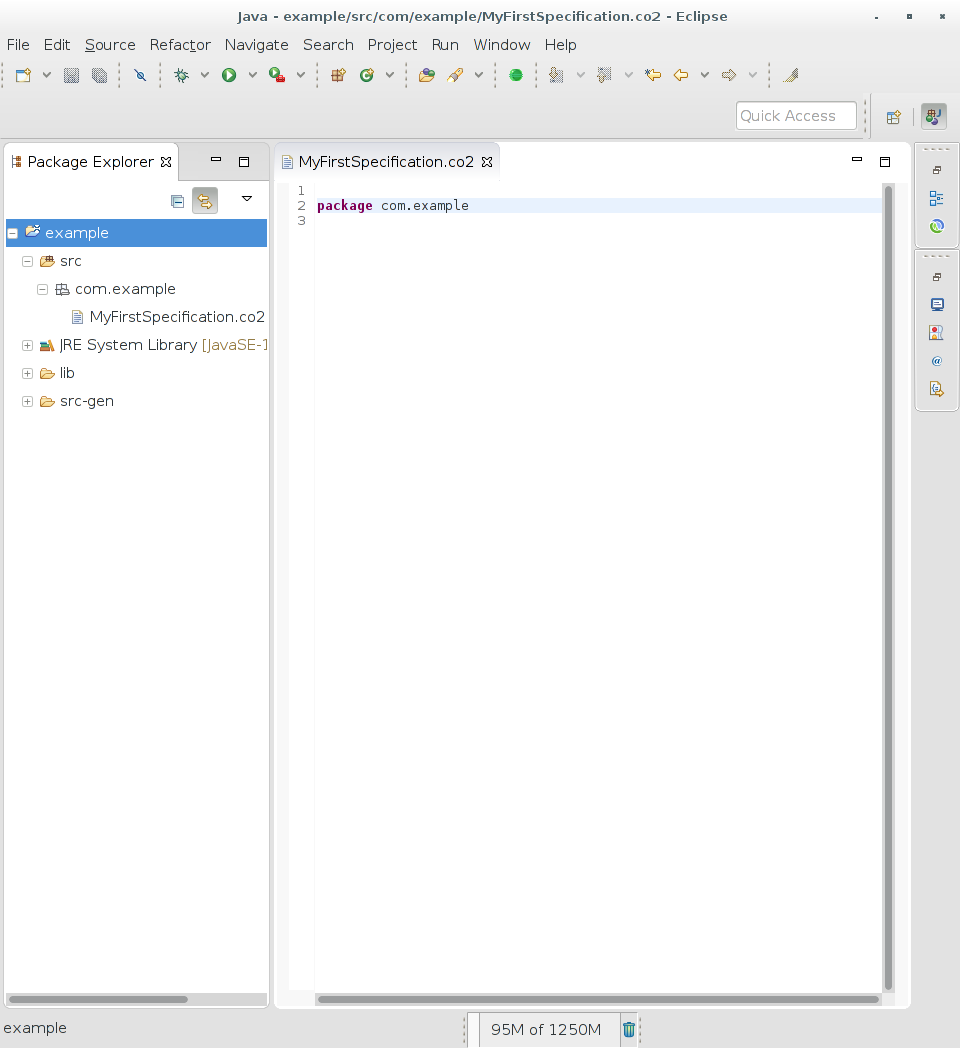 Java - example/src/com/example/MyFirstSpecification.co2 - Eclipse
File Edit Source Refactor Navigate Search Project Run Window Help
Quick Access
Package Explorer
MyFirstSpecification.co2
example
src
com.example
MyFirstSpecification.co2
JRE System Library [JavaSE-1
lib
src-gen
1
2 package com.example
3
example
95M of 1250M